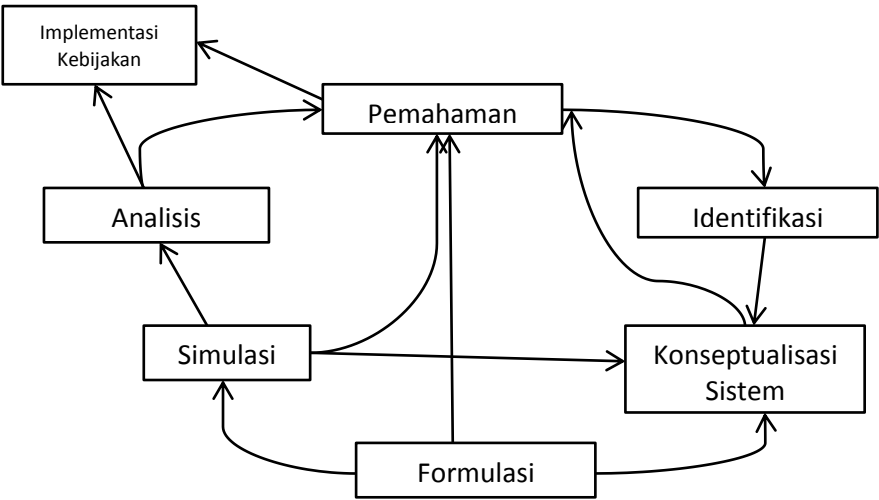 Implementasi
Kebijakan
Pemahaman
Analisis
Identifikasi
Simulasi
Konseptualisasi
Sistem
Formulasi